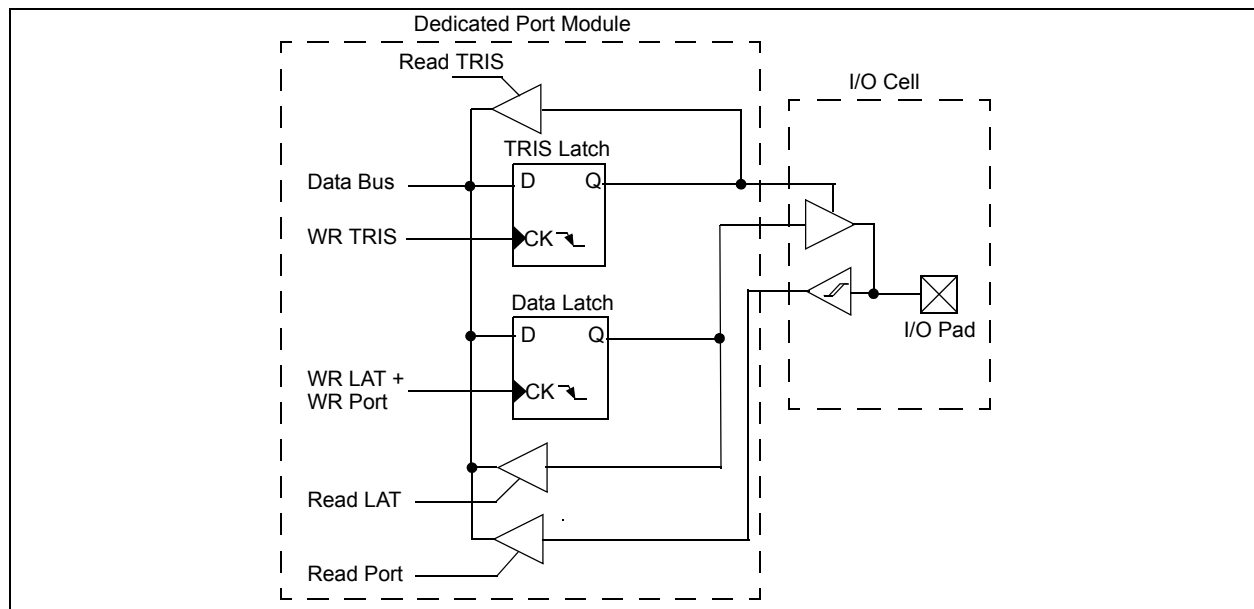 Dedicated Port Module
Read TRIS
I/O Cell
TRIS Latch
Data Bus
D
Q
WR TRIS
CK
Data Latch
I/O Pad
D
Q
WR LAT +
WR Port
CK
Read LAT
Read Port